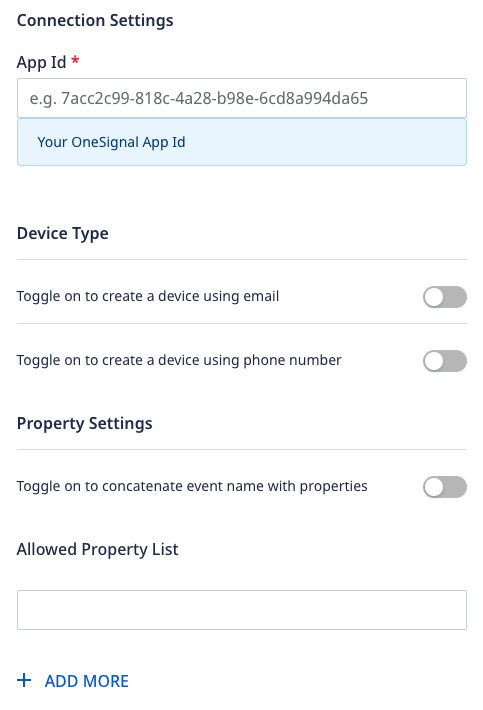 Connection Settings
App Id *
e.g. 7acc2c99-818c-4a28-b98e-6cd8a994da65
Your OneSignal App Id
Device Type
Toggle on to create a device using email
Toggle on to create a device using phone number
Property Settings
Toggle on to concatenate event name with properties
Allowed Property List
+ ADD MORE